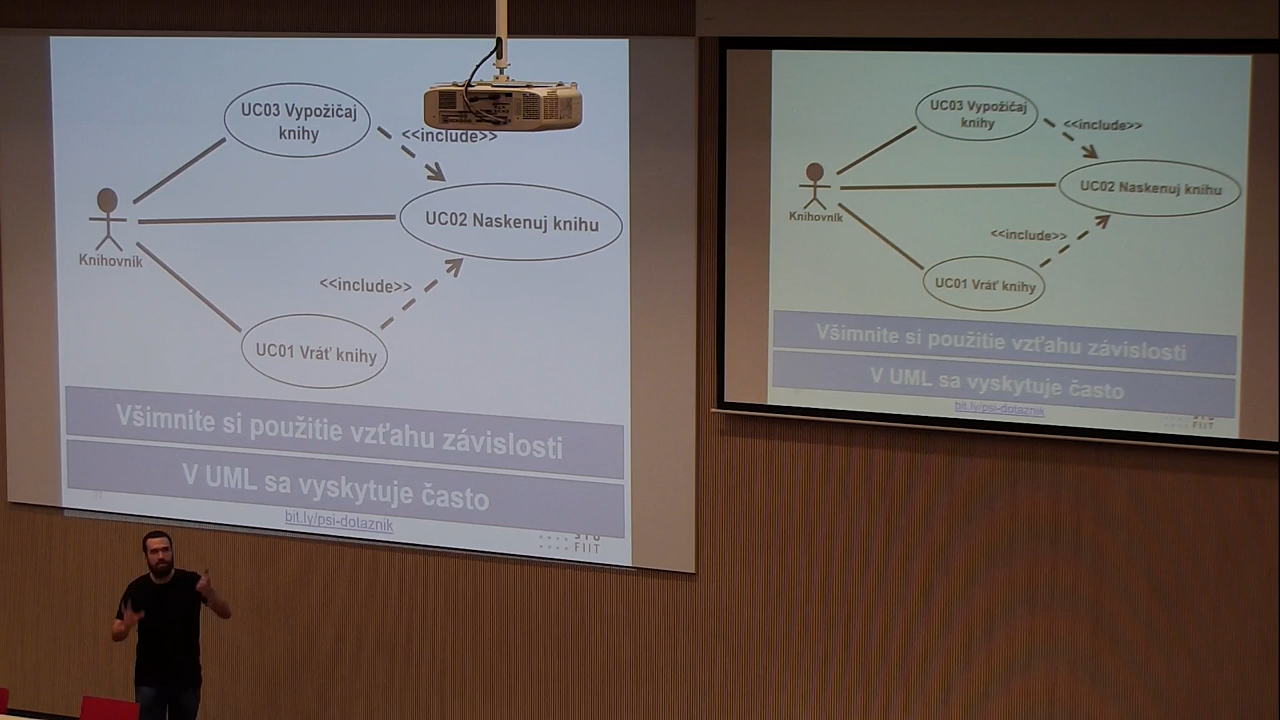 UC03 Vypožičaj
knihy
<<include>>
UC02 Naskenuj knihu
Knihovník
<<include>>
UC01 Vráť knihy
Všimnite si použitie vzťahu závislosti
V UML sa vyskytuje často
bit.ly/psi-dotaznik
STU
FIIT
UC03 Vypožičaj
knihy
<<include>>
UC02 Naskenuj knihu
Knihovník
<<include>>
UC01 Vráť knihy
Všimnite si použitie vzťahu závislosti
V UML sa vyskytuje často
bit.ly/psi-dotaznik
FIIT